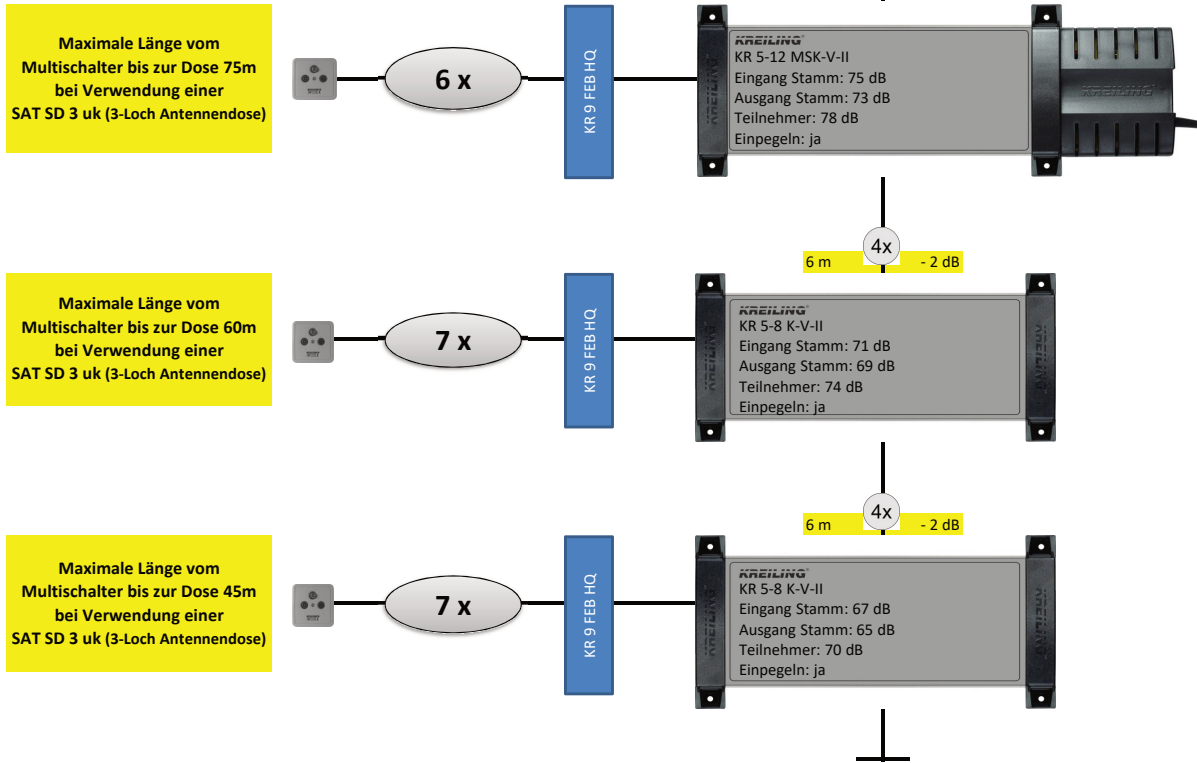 Maximale Länge vom
Multischalter bis zur Dose 75m
bei Verwendung einer
SAT SD 3 uk (3-Loch Antennendose)
6 x
KR 9 FEB HQ
KREILING
KR 5-12 MSK-V-II
Eingang Stamm: 75 dB
Ausgang Stamm: 73 dB
Teilnehmer: 78 dB
Einpegeln: ja
KREILING
4x
6 m - 2 dB
Maximale Länge vom
Multischalter bis zur Dose 60m
bei Verwendung einer
SAT SD 3 uk (3-Loch Antennendose)
7 x
KR 9 FEB HQ
KREILING
KREILING
KR 5-8 K-V-II
Eingang Stamm: 71 dB
Ausgang Stamm: 69 dB
Teilnehmer: 74 dB
Einpegeln: ja
KREILING
4x
6 m - 2 dB
Maximale Länge vom
Multischalter bis zur Dose 45m
bei Verwendung einer
SAT SD 3 uk (3-Loch Antennendose)
7 x
KR 9 FEB HQ
KREILING
KREILING
KR 5-8 K-V-II
Eingang Stamm: 67 dB
Ausgang Stamm: 65 dB
Teilnehmer: 70 dB
Einpegeln: ja
KREILING